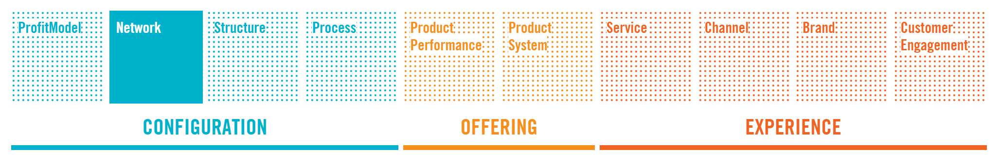 ProfitModel
Network
Structure
Process
Product
Performance
Product
System
Service
Channel
Brand
Customer
Engagement
CONFIGURATION
OFFERING
EXPERIENCE